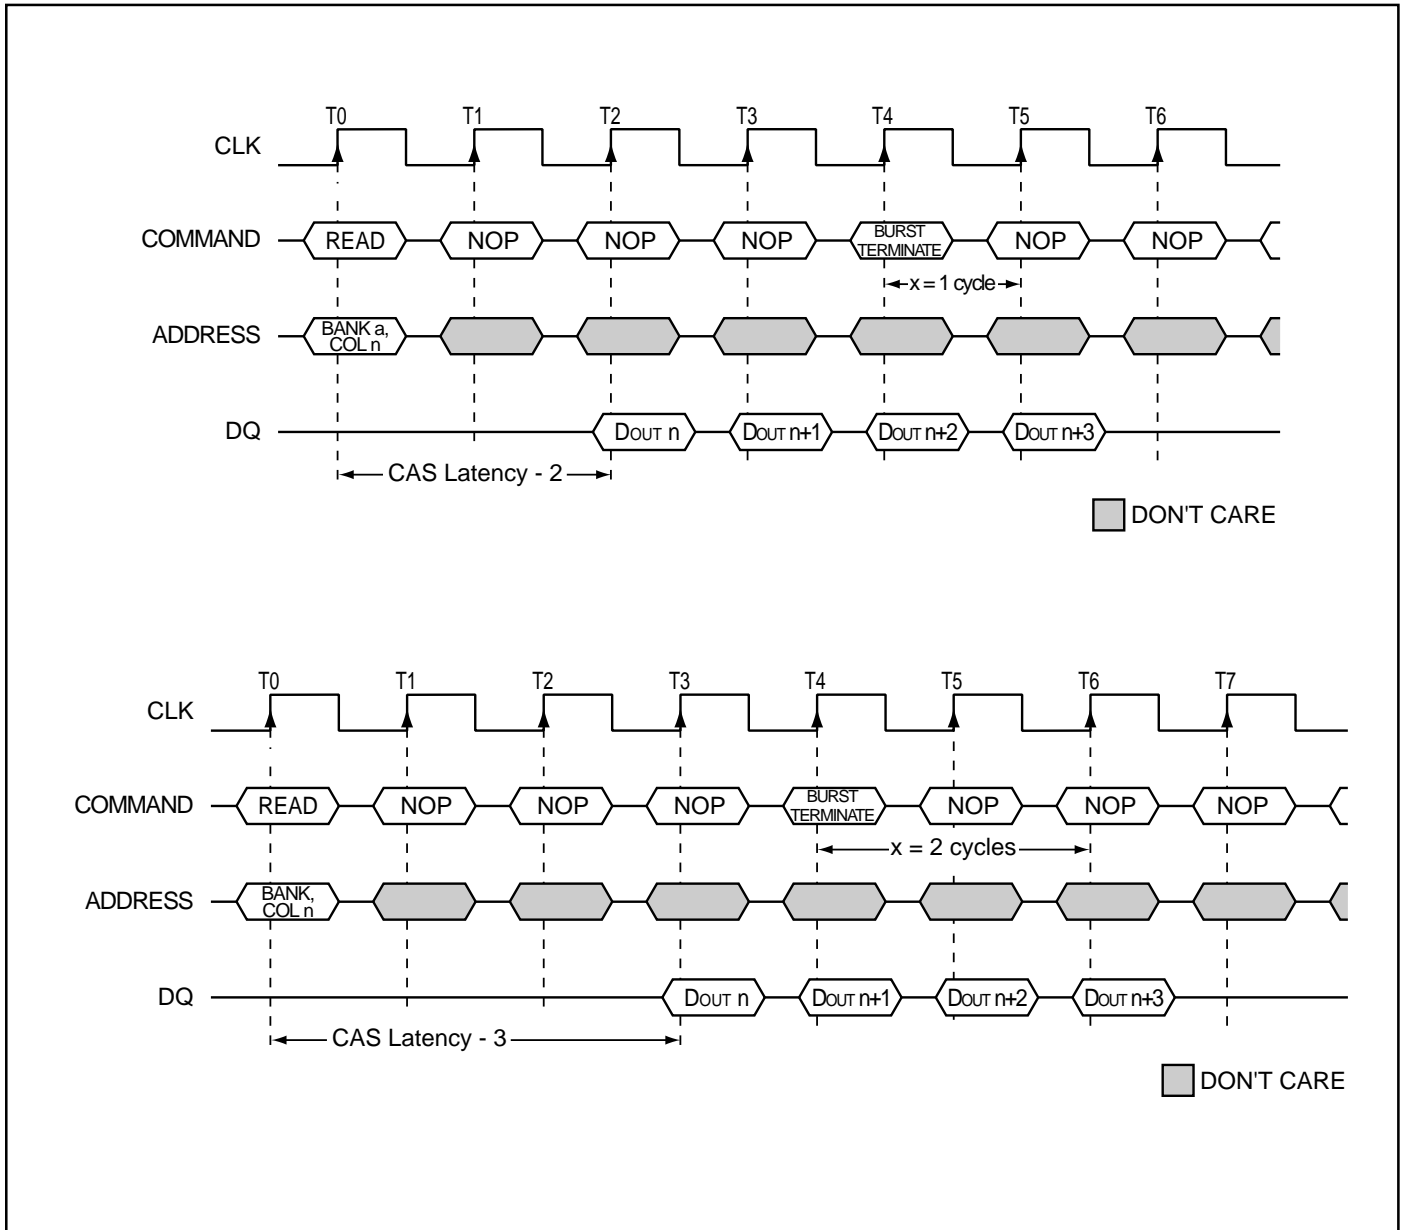 T0 T1 T2 T3 T4 T5 T6
CLK
COMMAND READ NOP NOP NOP BURST TERMINATE NOP NOP
x = 1 cycle
ADDRESS BANK a, COL n
DQ DOUT n DOUT n+1 DOUT n+2 DOUT n+3
CAS Latency - 2
DON'T CARE
T0 T1 T2 T3 T4 T5 T6 T7
CLK
COMMAND READ NOP NOP NOP BURST TERMINATE NOP NOP NOP
x = 2 cycles
ADDRESS BANK, COL n
DQ DOUT n DOUT n+1 DOUT n+2 DOUT n+3
CAS Latency - 3
DON'T CARE